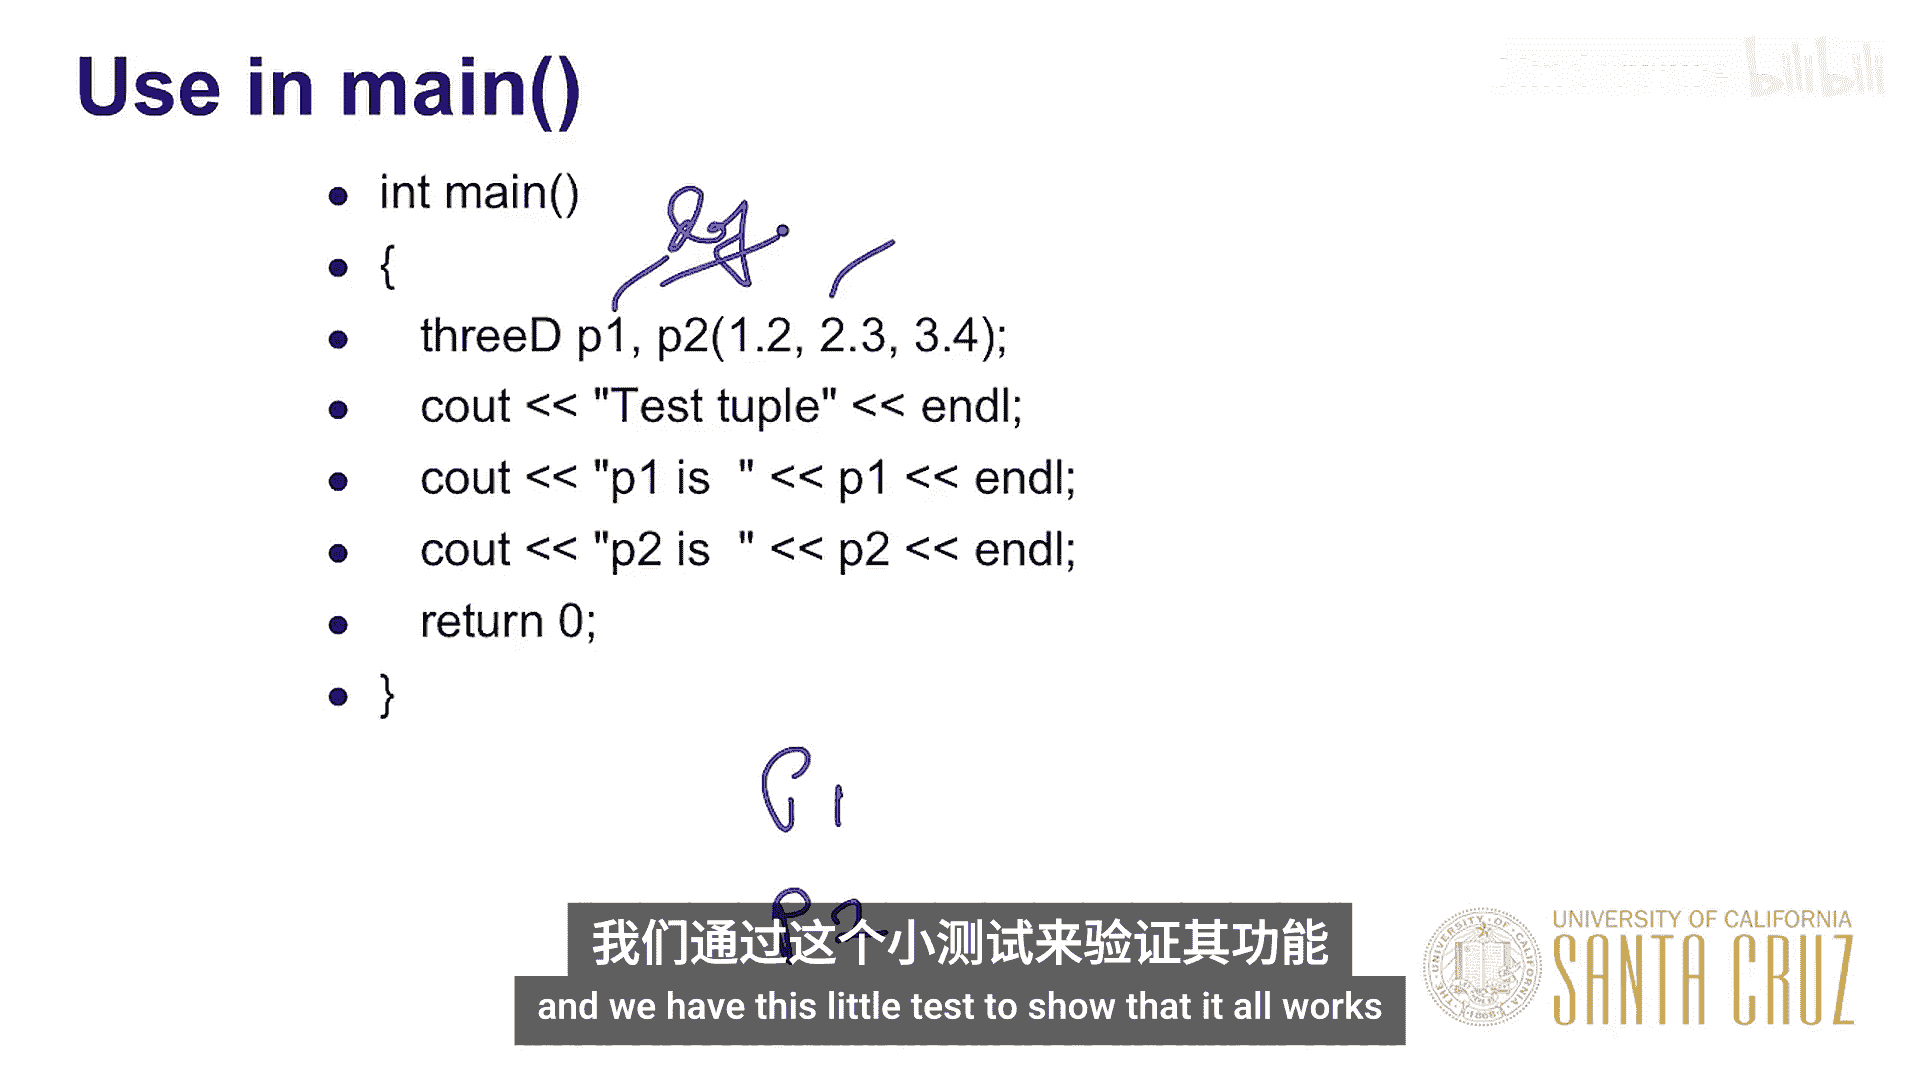 Use in main()
bilibili
• int main()
• {
• threeD p1, p2(1.2, 2.3, 3.4);
• cout << "Test tuple" << endl;
• cout << "p1 is  " << p1 << endl;
• cout << "p2 is  " << p2 << endl;
• return 0;
• }
P1
P2
我们通过这个小测试来验证其功能
and we have this little test to show that it all works
UNIVERSITY OF CALIFORNIA
SANTA CRUZ